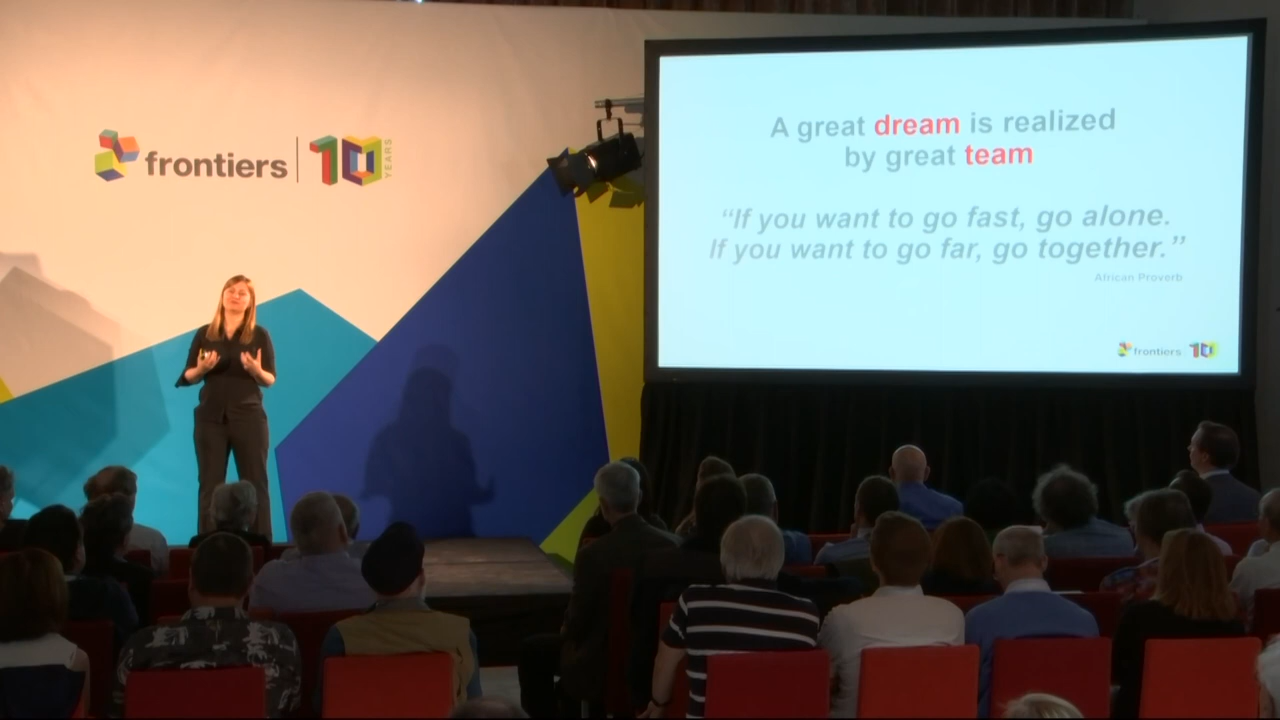 frontiers
10
YEARS
A great dream is realized
by great team
“If you want to go fast, go alone.
If you want to go far, go together.”
African Proverb
frontiers 10